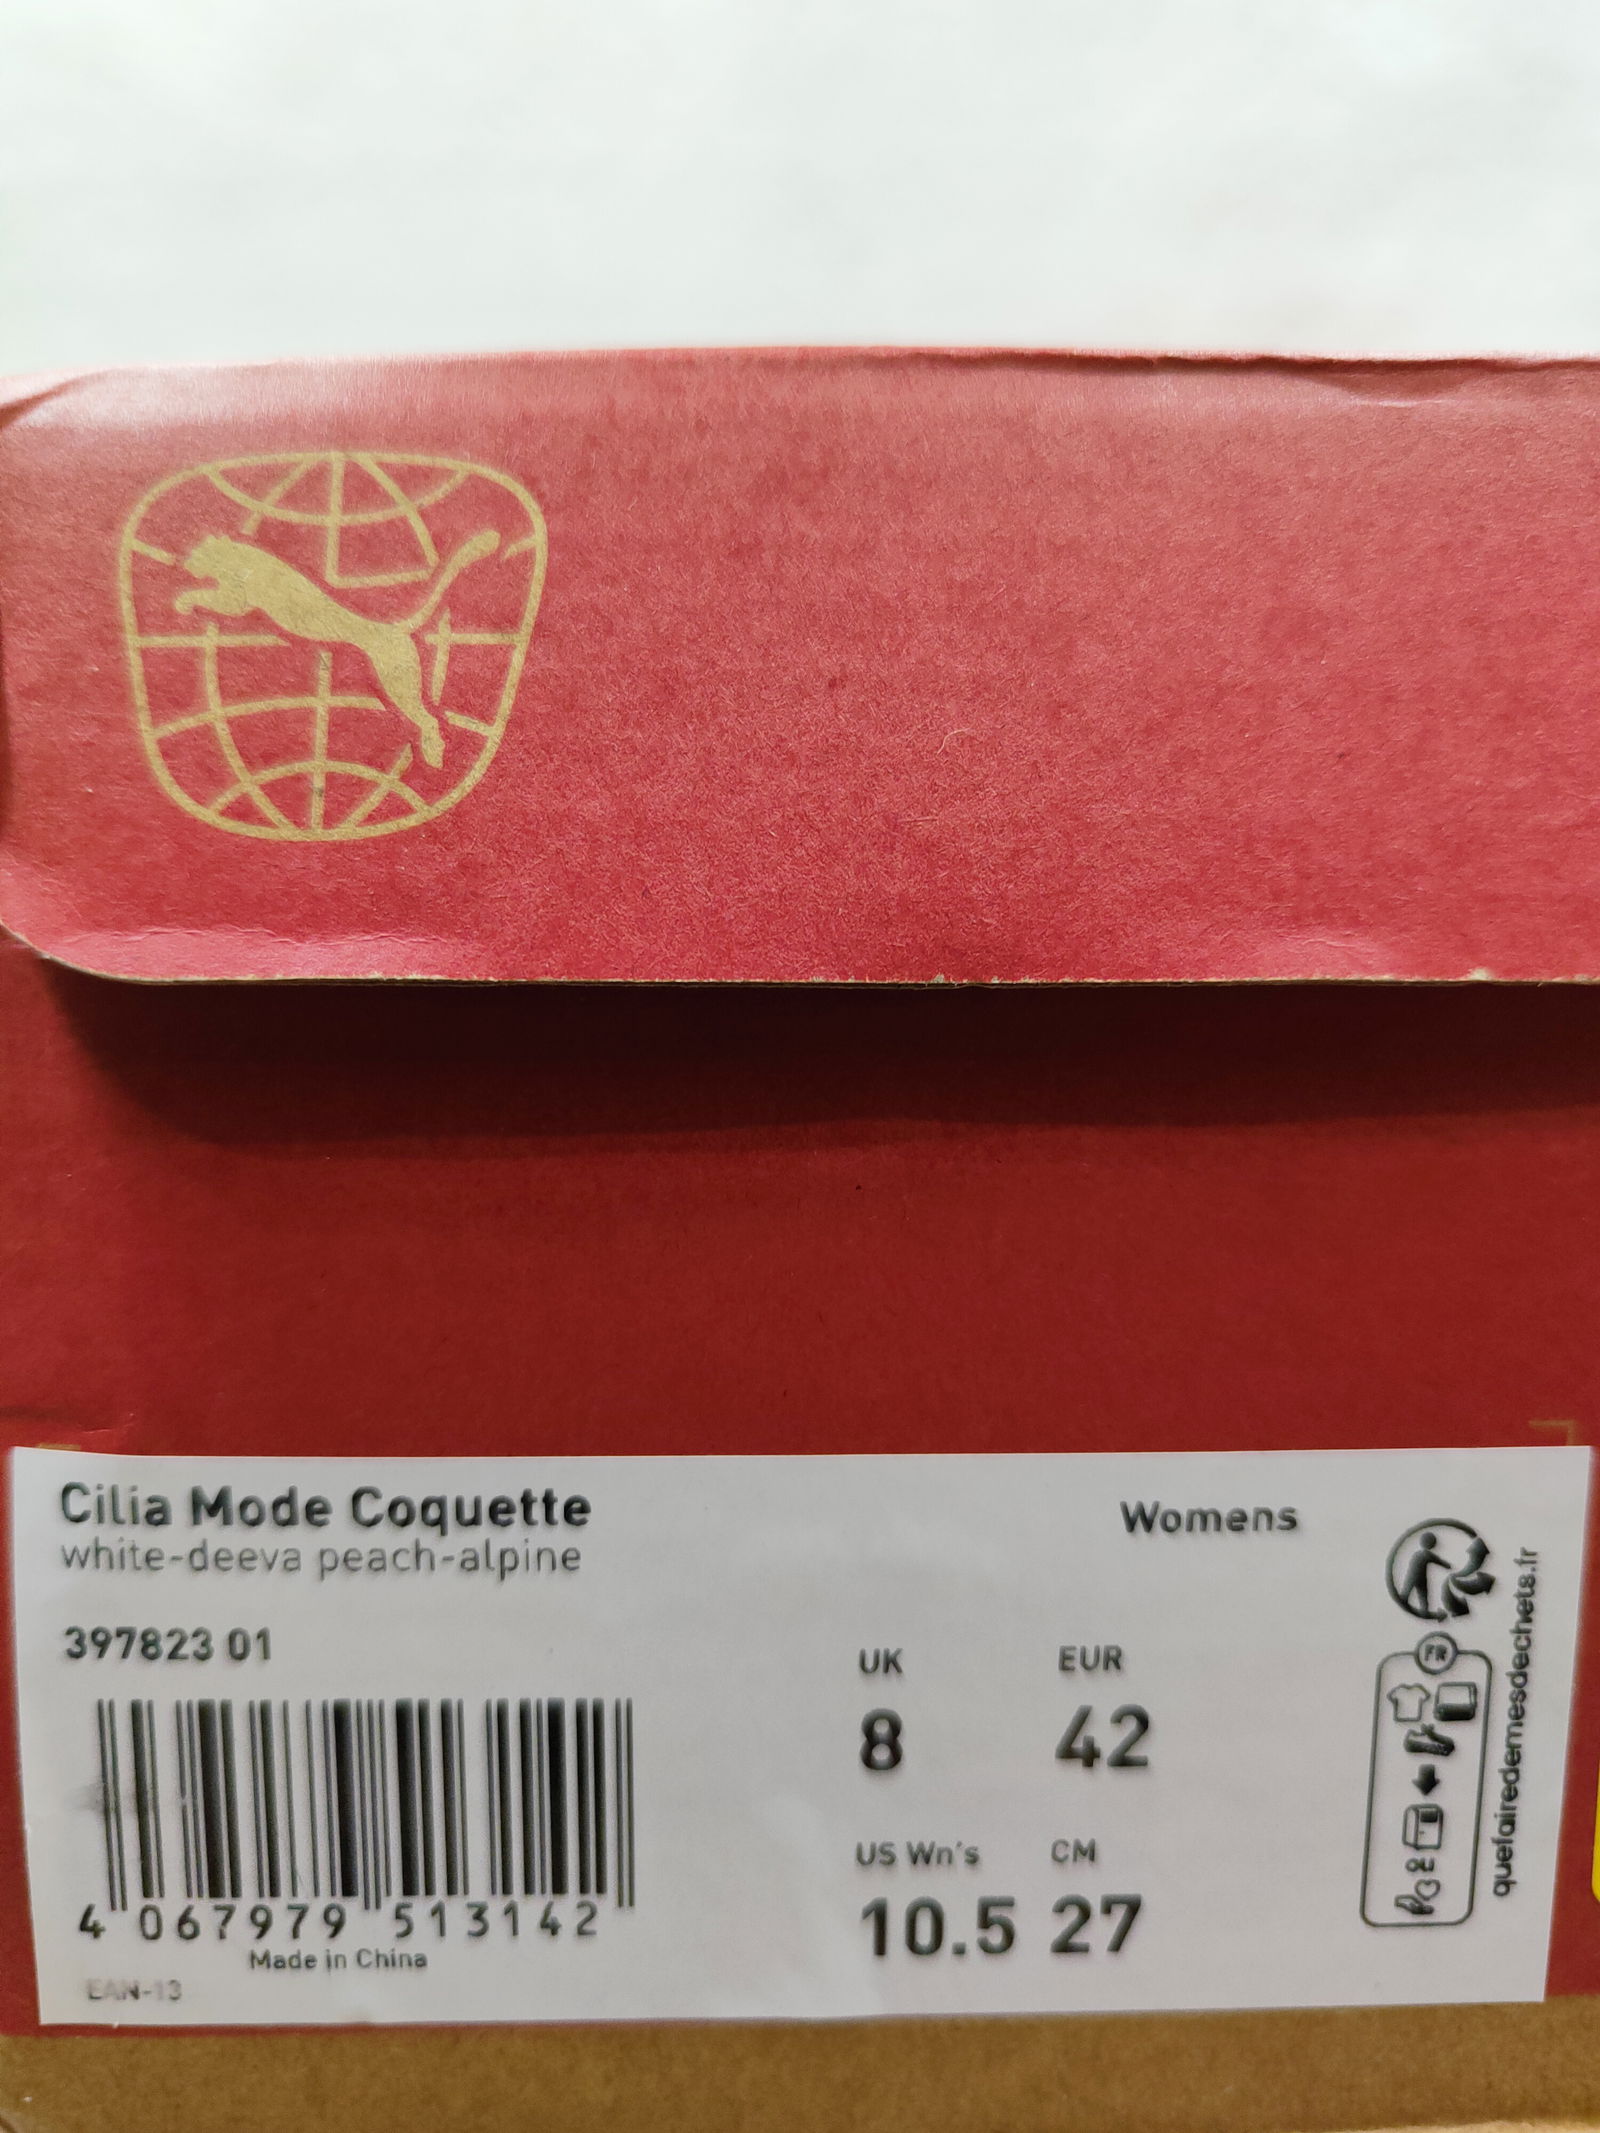 Cilia Mode Coquette
white-deeva peach-alpine
Womens
397823 01
UK EUR
8 42
US Wn's CM
10.5 27
4 067979 513142
Made in China
EAN-13
FR
quefairedemesdechets.fr